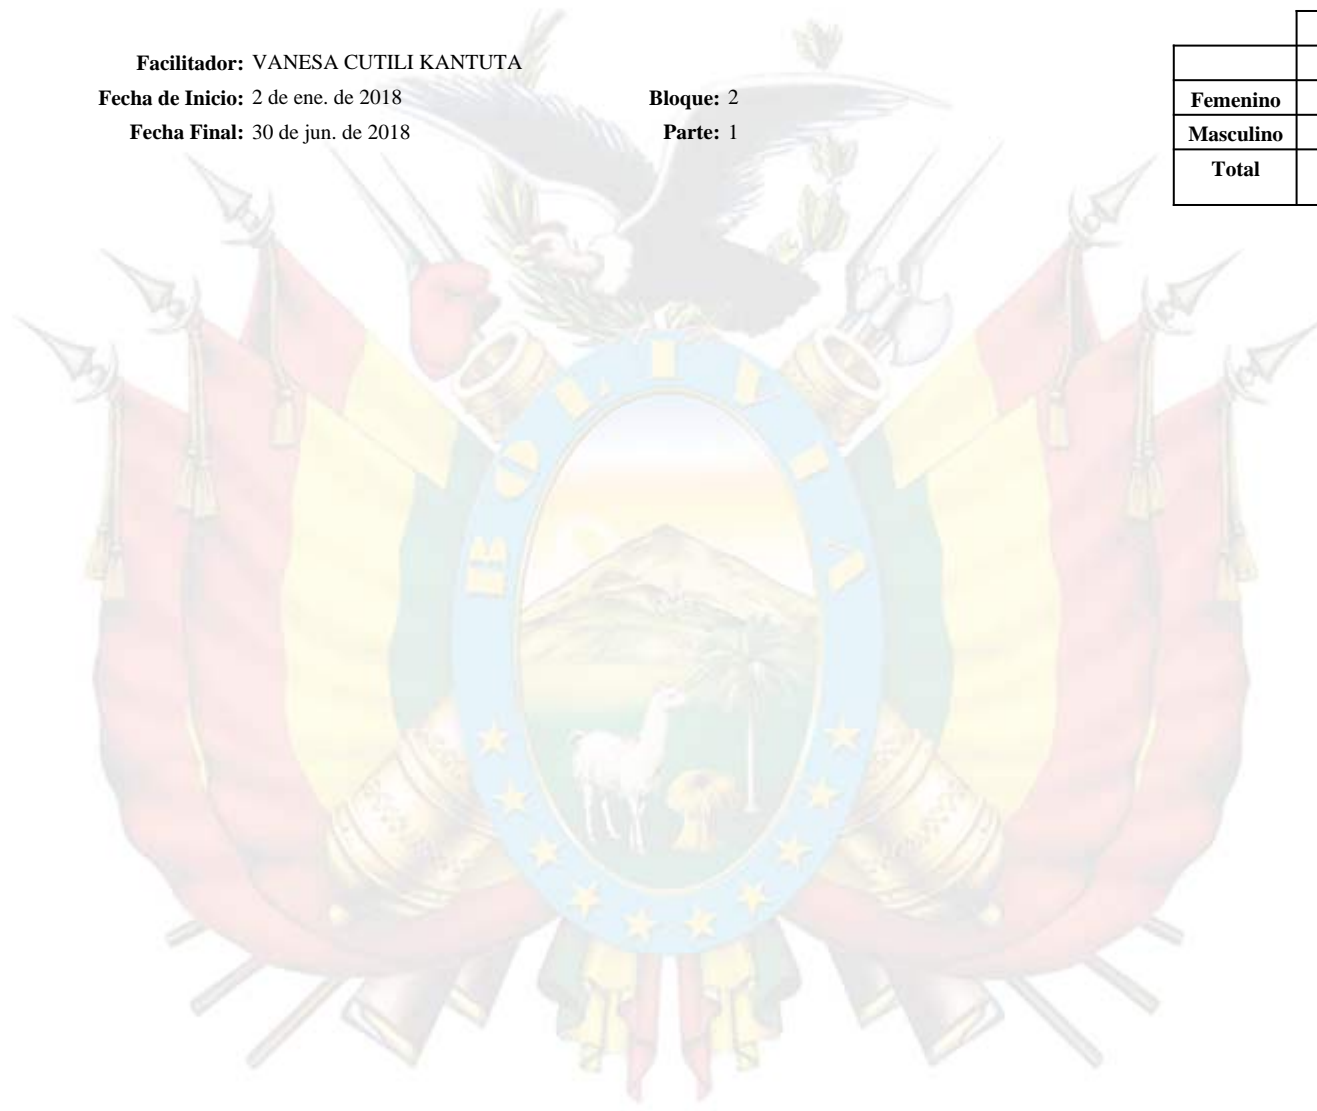 Facilitador: VANESA CUTILI KANTUTA
Fecha de Inicio: 2 de ene. de 2018 Bloque: 2
Fecha Final: 30 de jun. de 2018 Parte: 1
Femenino
Masculino
Total
BOLIVIA